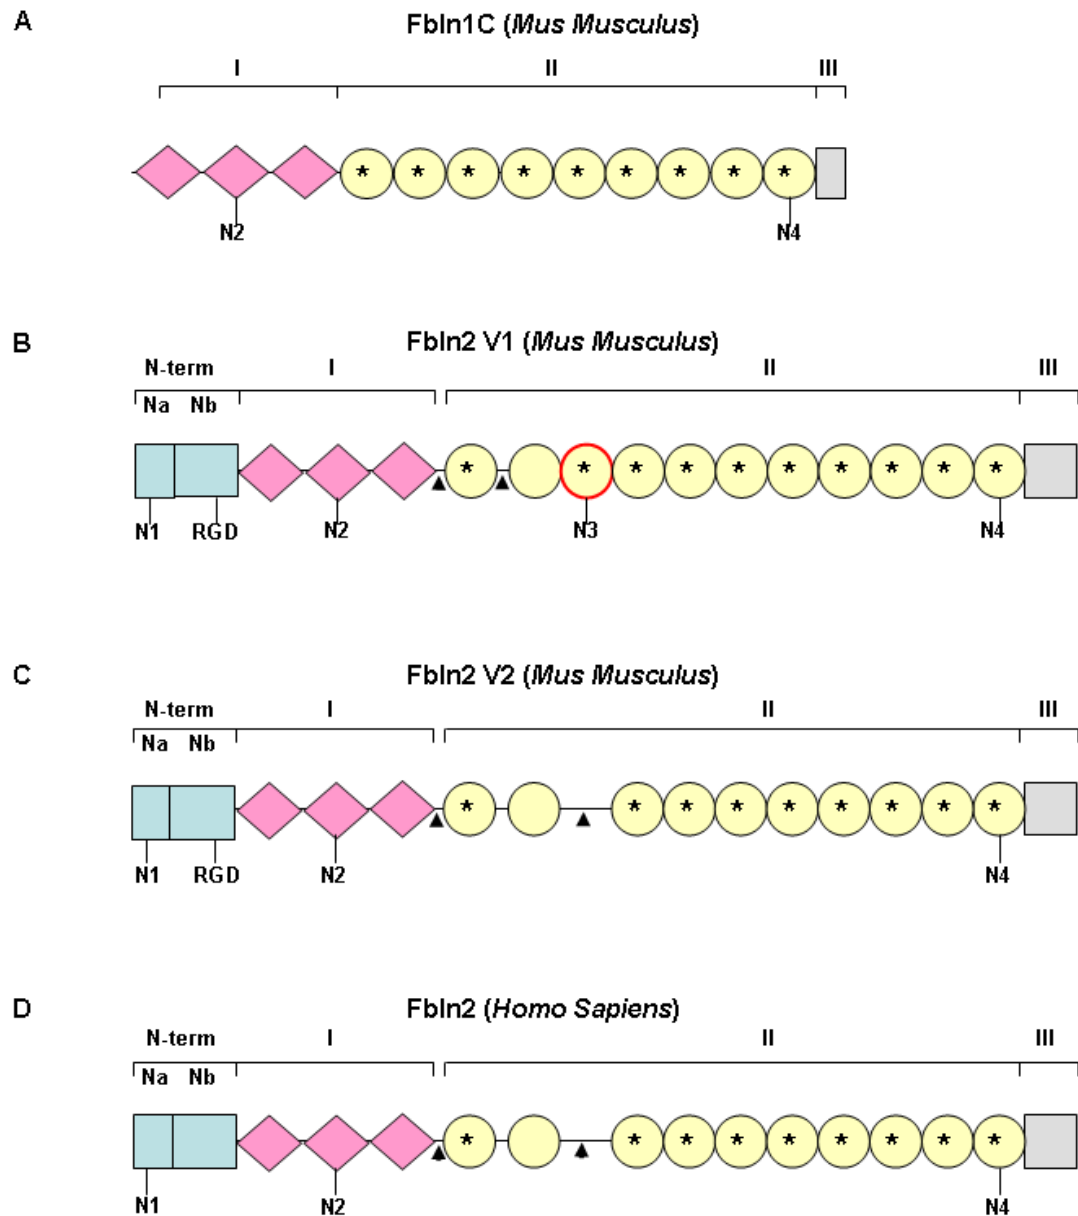 A
Fbln1C (Mus Musculus)
I II III
* * * * * * * * *
N2 N4
B
Fbln2 V1 (Mus Musculus)
N-term I II III
Na Nb
* * * * * * * * * *
N1 RGD N2 N3 N4
C
Fbln2 V2 (Mus Musculus)
N-term I II III
Na Nb
* * * * * * * * *
N1 RGD N2 N4
D
Fbln2 (Homo Sapiens)
N-term I II III
Na Nb
* * * * * * * * *
N1 N2 N4